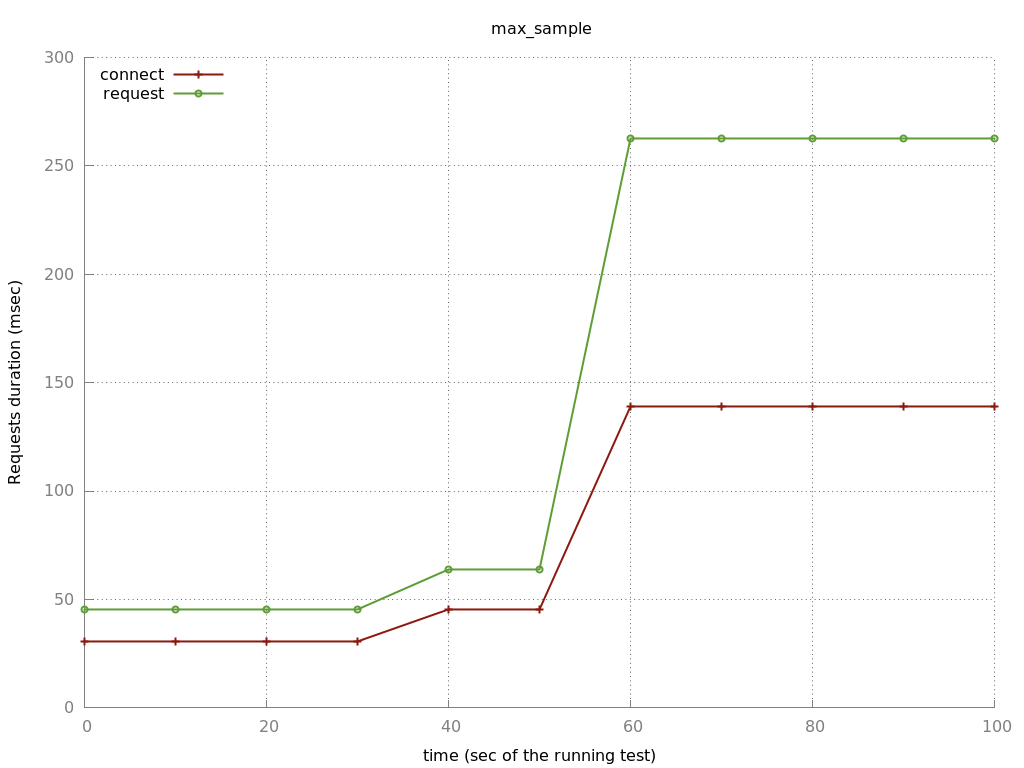 max_sample
connect
request
300
250
200
150
100
50
0
0 20 40 60 80 100
Requests duration (msec)
time (sec of the running test)